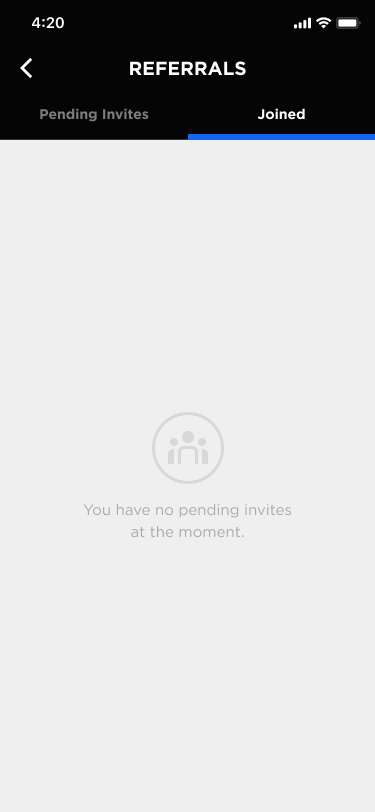 4:20
REFERRALS
Pending Invites
Joined
You have no pending invites
at the moment.